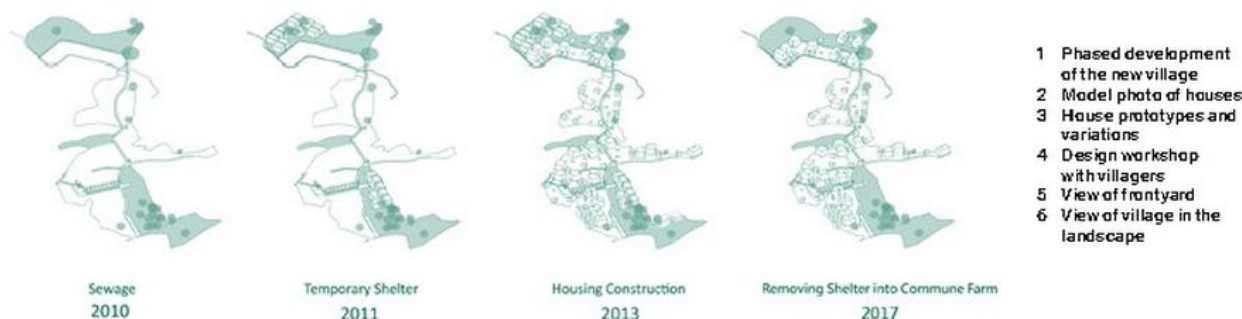 Sewage
2010
Temporary Shelter
2011
Housing Construction
2013
Removing Shelter into Commune Farm
2017
1 Phased development
of the new village
2 Model photo of houses
3 House prototypes and
variations
4 Design workshop
with villagers
5 View of frontyard
6 View of village in the
landscape